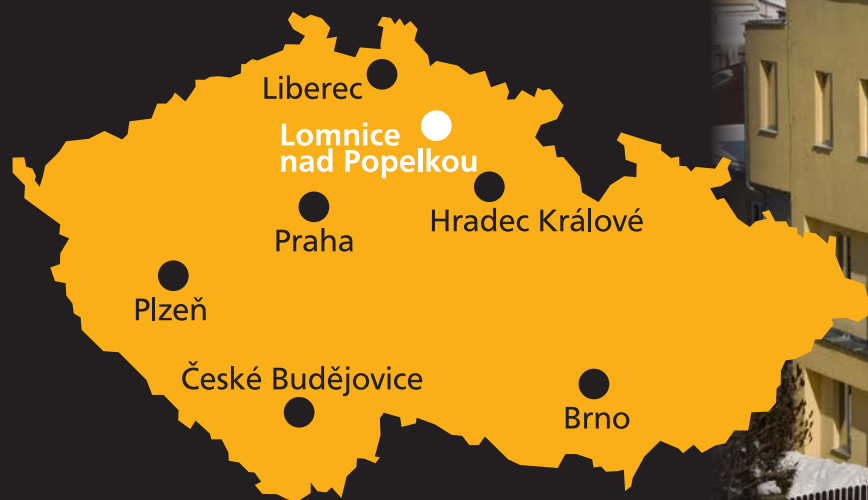 Liberec
Lomnice
nad Popelkou
Hradec Králové
Praha
Plzeň
České Budějovice
Brno